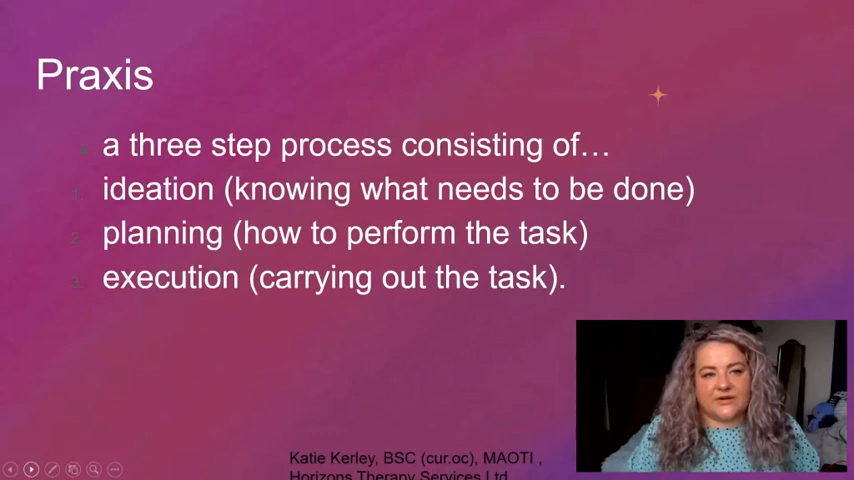 Praxis
a three step process consisting of…
1. ideation (knowing what needs to be done)
2. planning (how to perform the task)
3. execution (carrying out the task).
Katie Kerley, BSC (cur.oc), MAOTI ,
Horizons Therapy Services Ltd